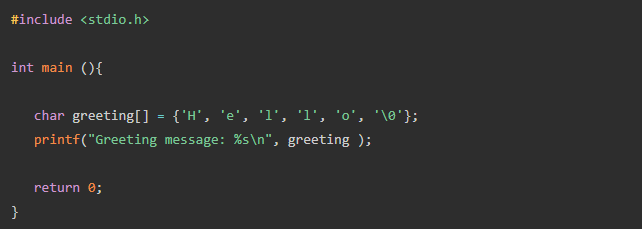 #include <stdio.h>
int main (){
char greeting[] = {'H', 'e', 'l', 'l', 'o', '\0'};
printf("Greeting message: %s\n", greeting );
return 0;
}